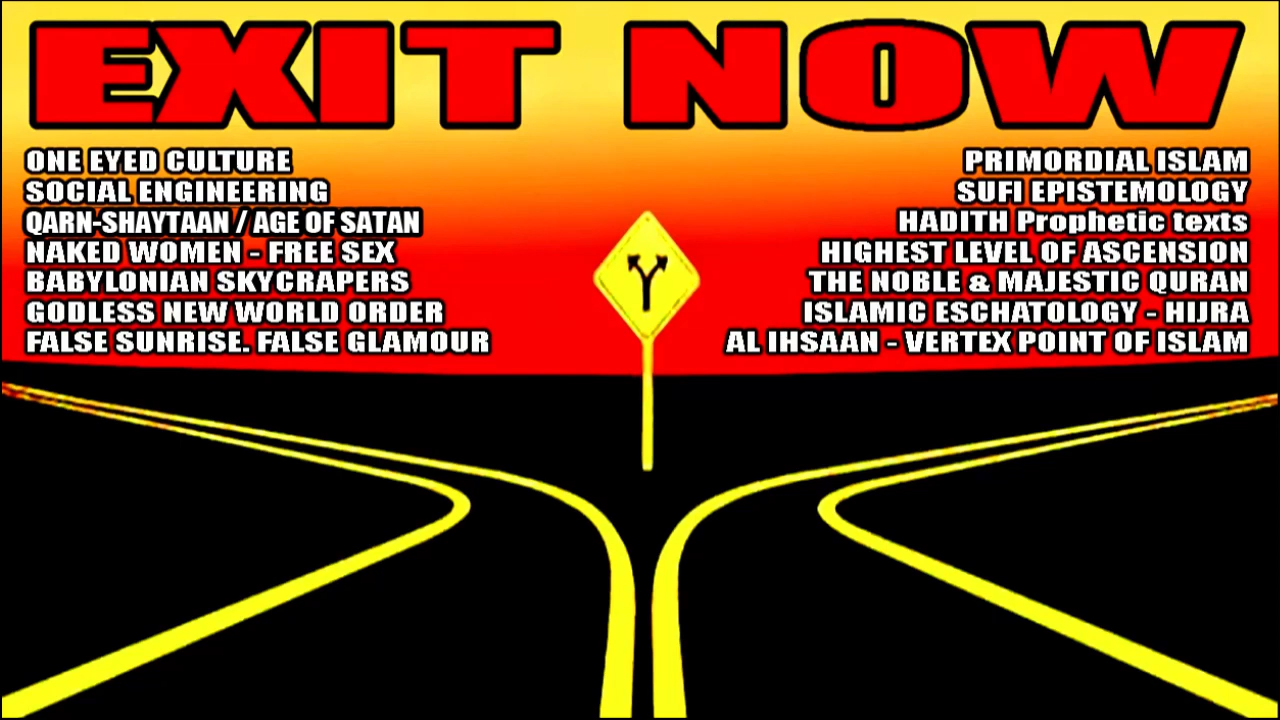 EXIT NOW
ONE EYED CULTURE
SOCIAL ENGINEERING
QARN-SHAYTAAN / AGE OF SATAN
NAKED WOMEN - FREE SEX
BABYLONIAN SKYCRAPERS
GODLESS NEW WORLD ORDER
FALSE SUNRISE. FALSE GLAMOUR
PRIMORDIAL ISLAM
SUFI EPISTEMOLOGY
HADITH Prophetic texts
HIGHEST LEVEL OF ASCENSION
THE NOBLE & MAJESTIC QURAN
ISLAMIC ESCHATOLOGY - HIJRA
AL IHSAAN - VERTEX POINT OF ISLAM